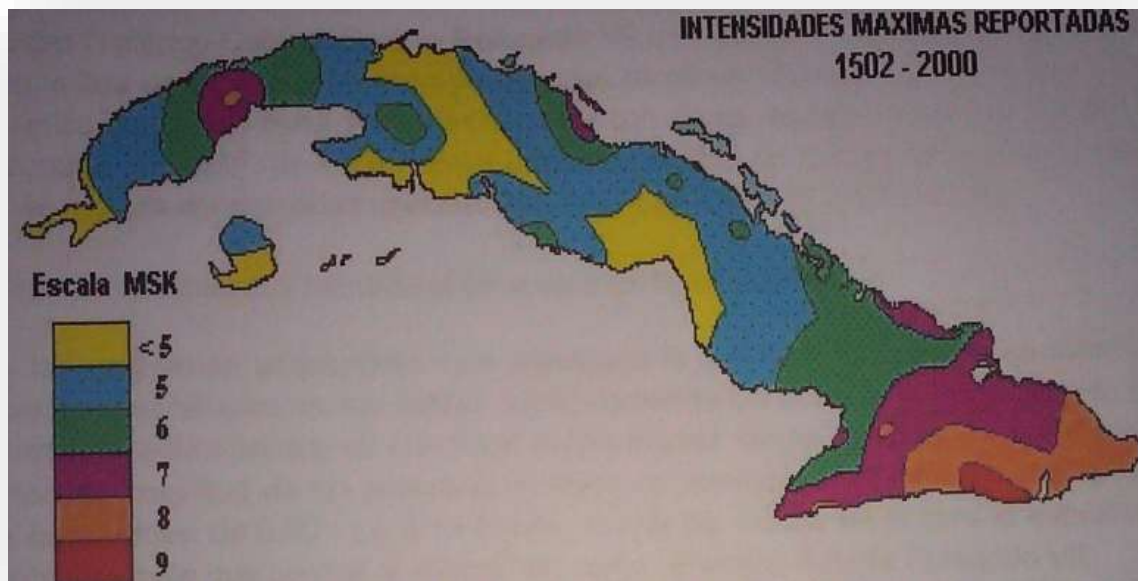 INTENSIDADES MAXIMAS REPORTADAS
1502 - 2000
Escala MSK
< 5
5
6
7
8
9